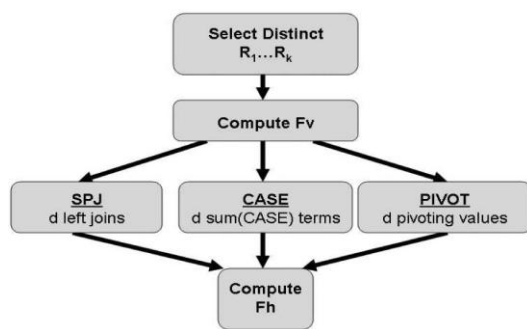 Select Distinct
R₁...Rₖ
Compute Fv
SPJ
d left joins
CASE
d sum(CASE) terms
PIVOT
d pivoting values
Compute
Fh